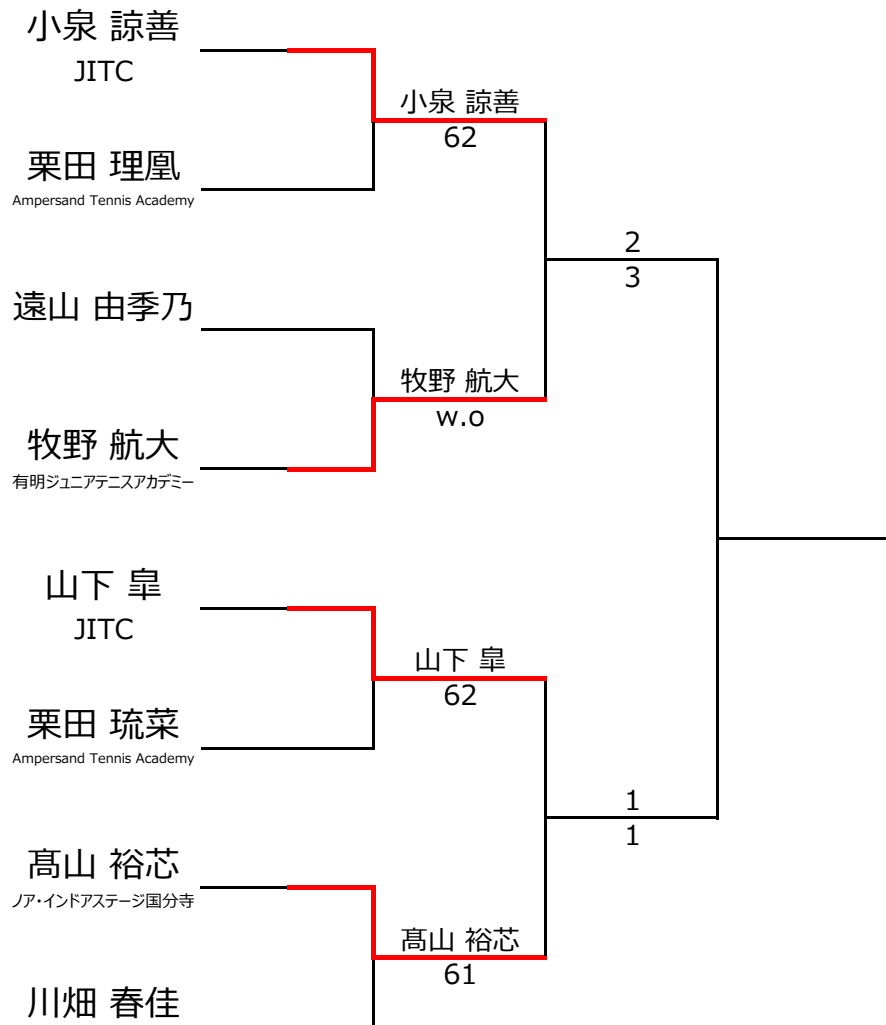 小泉 諒善
JITC
小泉 諒善
62
栗田 理凰
Ampersand Tennis Academy
2
3
遠山 由季乃
牧野 航大
w.o
牧野 航大
有明ジュニアテニスアカデミー
山下 皐
JITC
山下 皐
62
栗田 琉菜
Ampersand Tennis Academy
1
1
髙山 裕芯
ノア・インドアステージ国分寺
髙山 裕芯
61
川畑 春佳